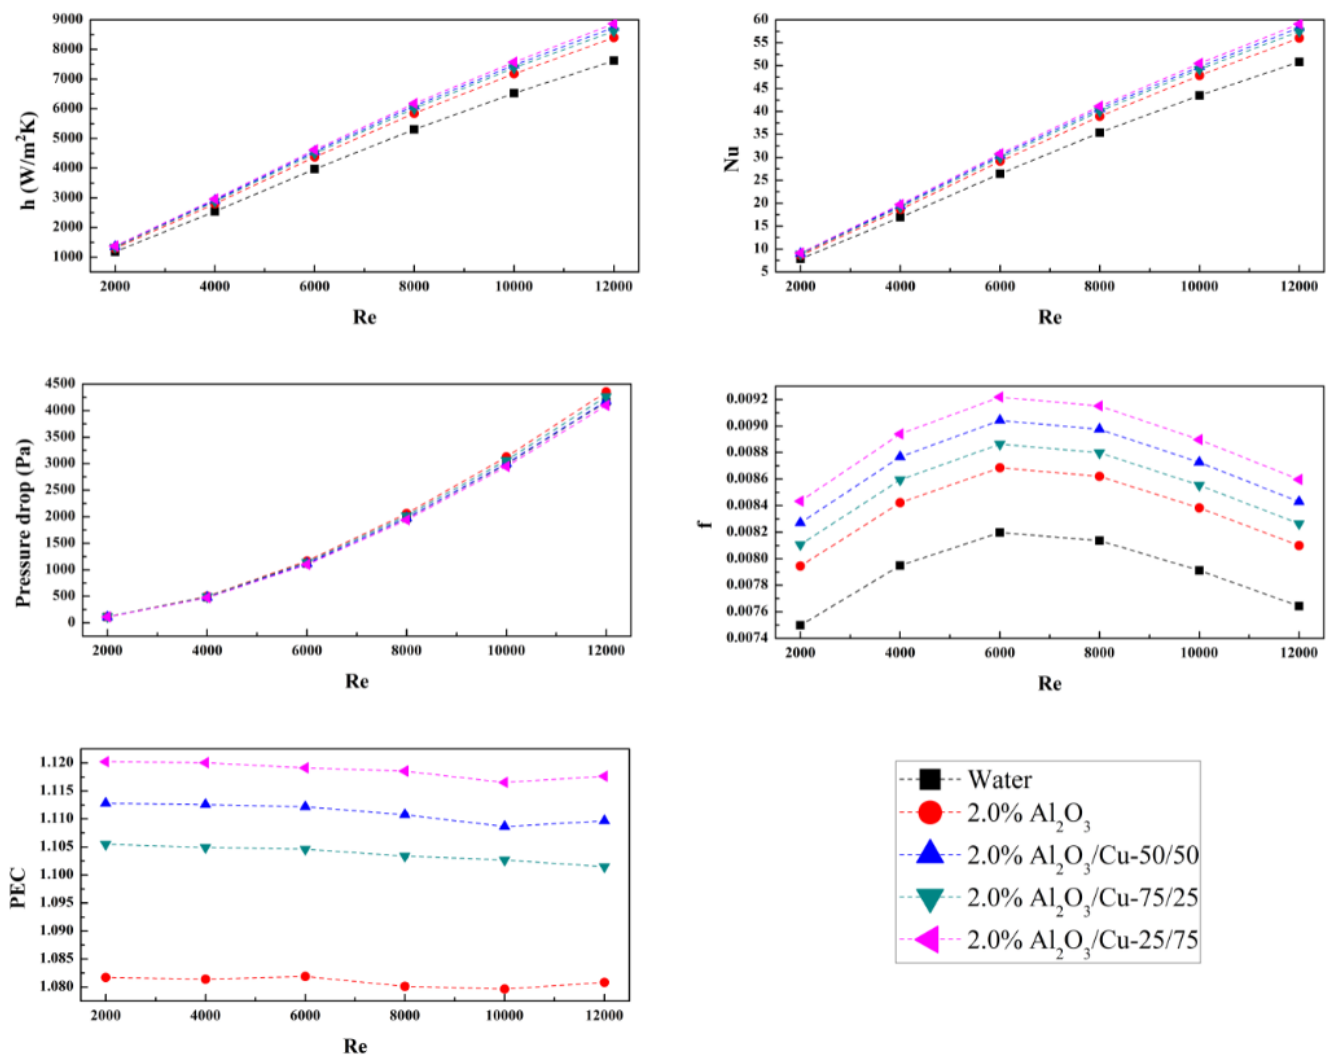 9000
8000
7000
6000
5000
4000
3000
2000
1000
h (W/m²K)
2000 4000 6000 8000 10000 12000
Re
60
55
50
45
40
35
30
25
20
15
10
5
Nu
2000 4000 6000 8000 10000 12000
Re
4500
4000
3500
3000
2500
2000
1500
1000
500
0
Pressure drop (Pa)
2000 4000 6000 8000 10000 12000
Re
0.0092
0.0090
0.0088
0.0086
0.0084
0.0082
0.0080
0.0078
0.0076
0.0074
f
2000 4000 6000 8000 10000 12000
Re
1.120
1.115
1.110
1.105
1.100
1.095
1.090
1.085
1.080
PEC
2000 4000 6000 8000 10000 12000
Re
Water
2.0% Al₂O₃
2.0% Al₂O₃/Cu-50/50
2.0% Al₂O₃/Cu-75/25
2.0% Al₂O₃/Cu-25/75